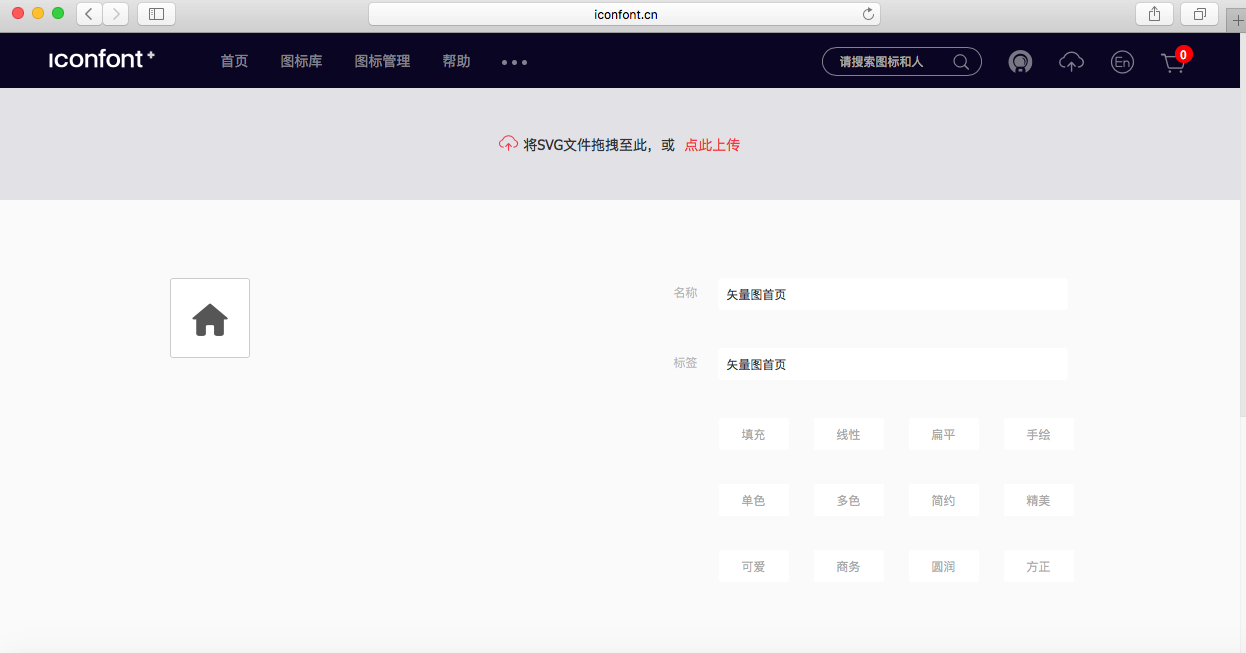 iconfont.cn
ıconfont+
首页 图标库 图标管理 帮助 •••
请搜索图标和人 En 0
将SVG文件拖拽至此，或 点此上传
名称 矢量图首页
标签 矢量图首页
填充 线性 扁平 手绘
单色 多色 简约 精美
可爱 商务 圆润 方正